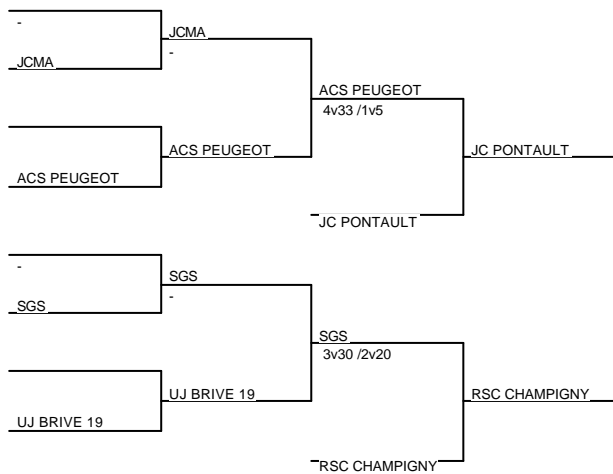 -
JCMA
JCMA
-
ACS PEUGEOT
4v33 /1v5
ACS PEUGEOT
ACS PEUGEOT
JC PONTAULT
JC PONTAULT
-
SGS
SGS
-
SGS
3v30 /2v20
UJ BRIVE 19
UJ BRIVE 19
RSC CHAMPIGNY
RSC CHAMPIGNY